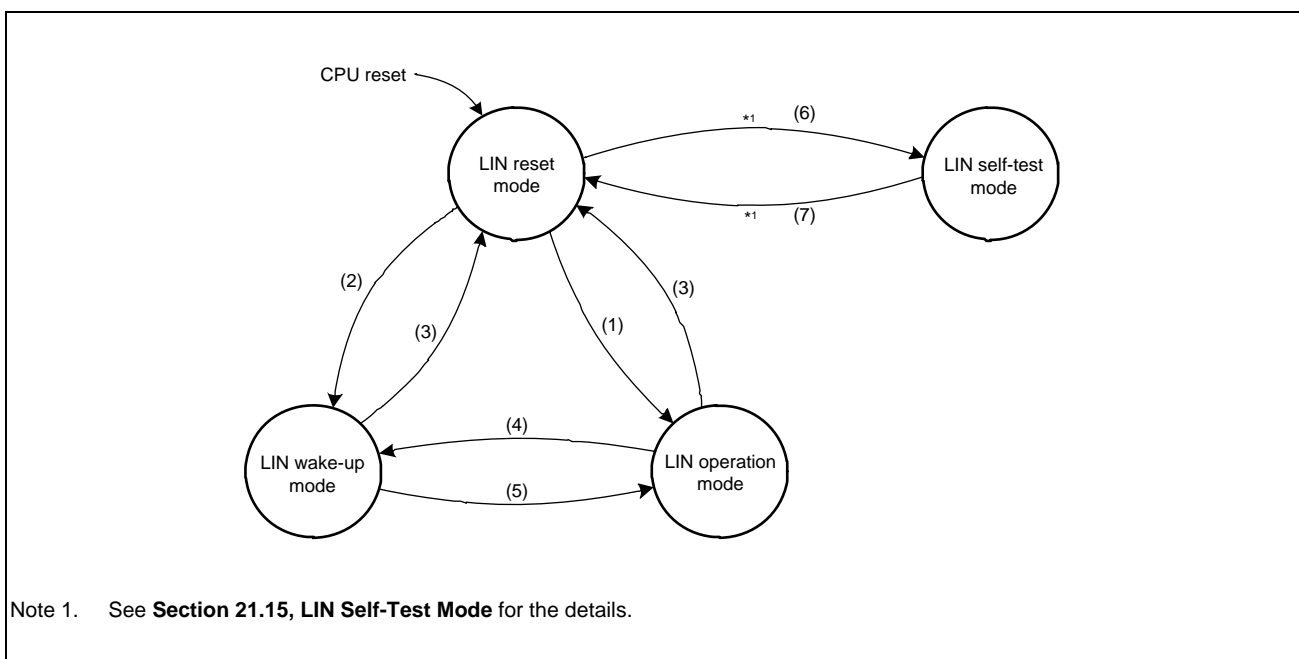 CPU reset
LIN reset
mode
*1
(6)
LIN self-test
mode
*1
(7)
(2)
(3)
(1)
(3)
LIN wake-up
mode
(4)
(5)
LIN operation
mode
Note 1. See Section 21.15, LIN Self-Test Mode for the details.